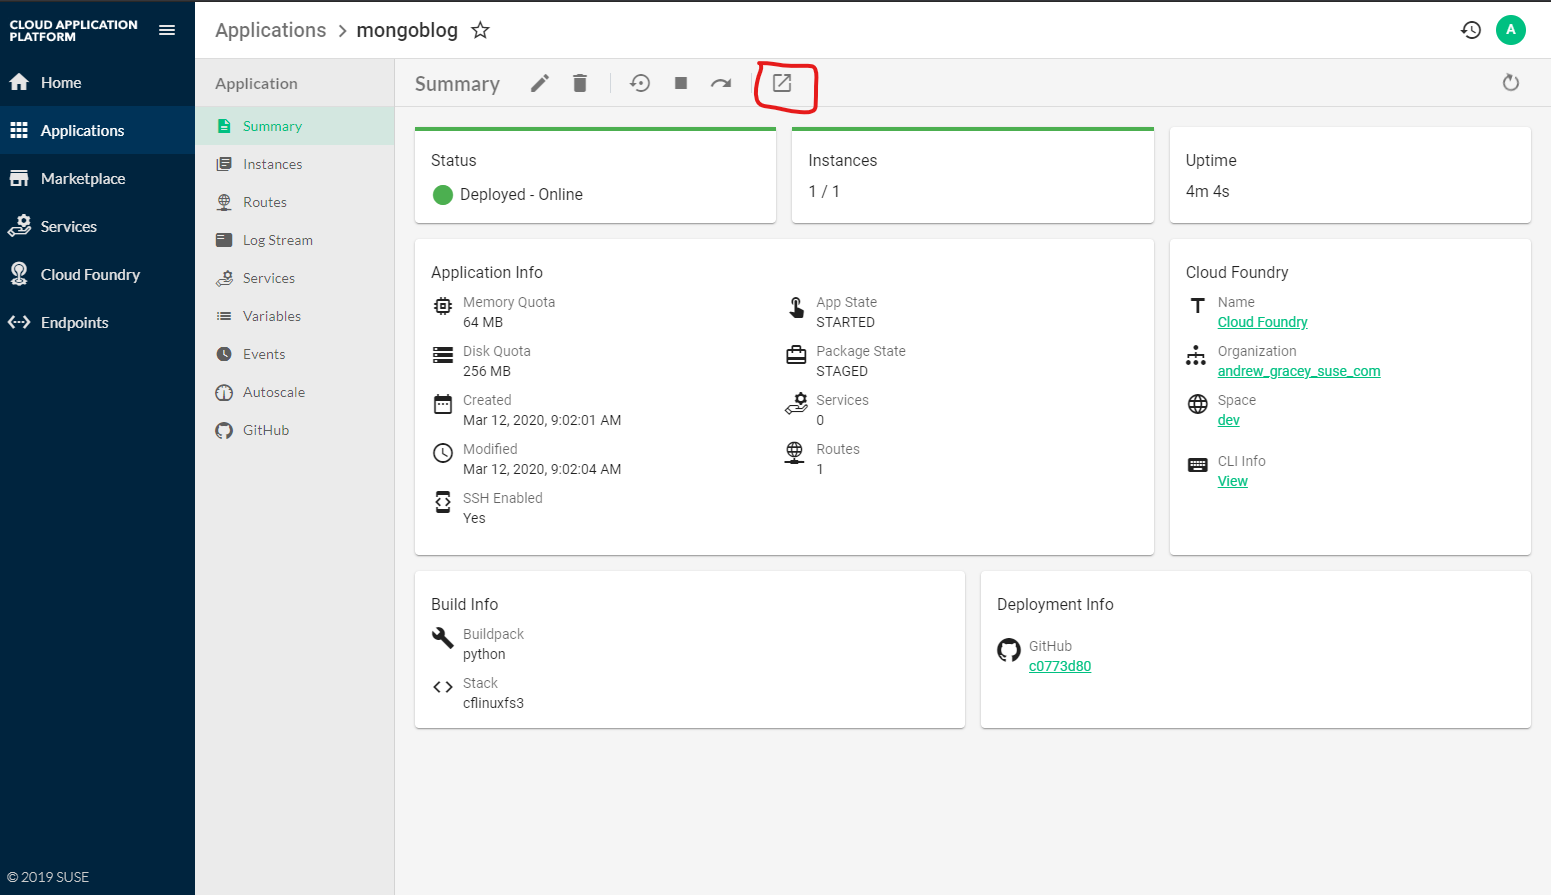 CLOUD APPLICATION
PLATFORM
Home
Applications
Marketplace
Services
Cloud Foundry
Endpoints
© 2019 SUSE
Applications > mongoblog
A
Application
Summary
Instances
Routes
Log Stream
Services
Variables
Events
Autoscale
GitHub
Summary
Status
Deployed - Online
Instances
1 / 1
Uptime
4m 4s
Application Info
Memory Quota
64 MB
Disk Quota
256 MB
Created
Mar 12, 2020, 9:02:01 AM
Modified
Mar 12, 2020, 9:02:04 AM
SSH Enabled
Yes
App State
STARTED
Package State
STAGED
Services
0
Routes
1
Cloud Foundry
Name
Cloud Foundry
Organization
andrew_gracey_suse_com
Space
dev
CLI Info
View
Build Info
Buildpack
python
Stack
cflinuxfs3
Deployment Info
GitHub
c0773d80